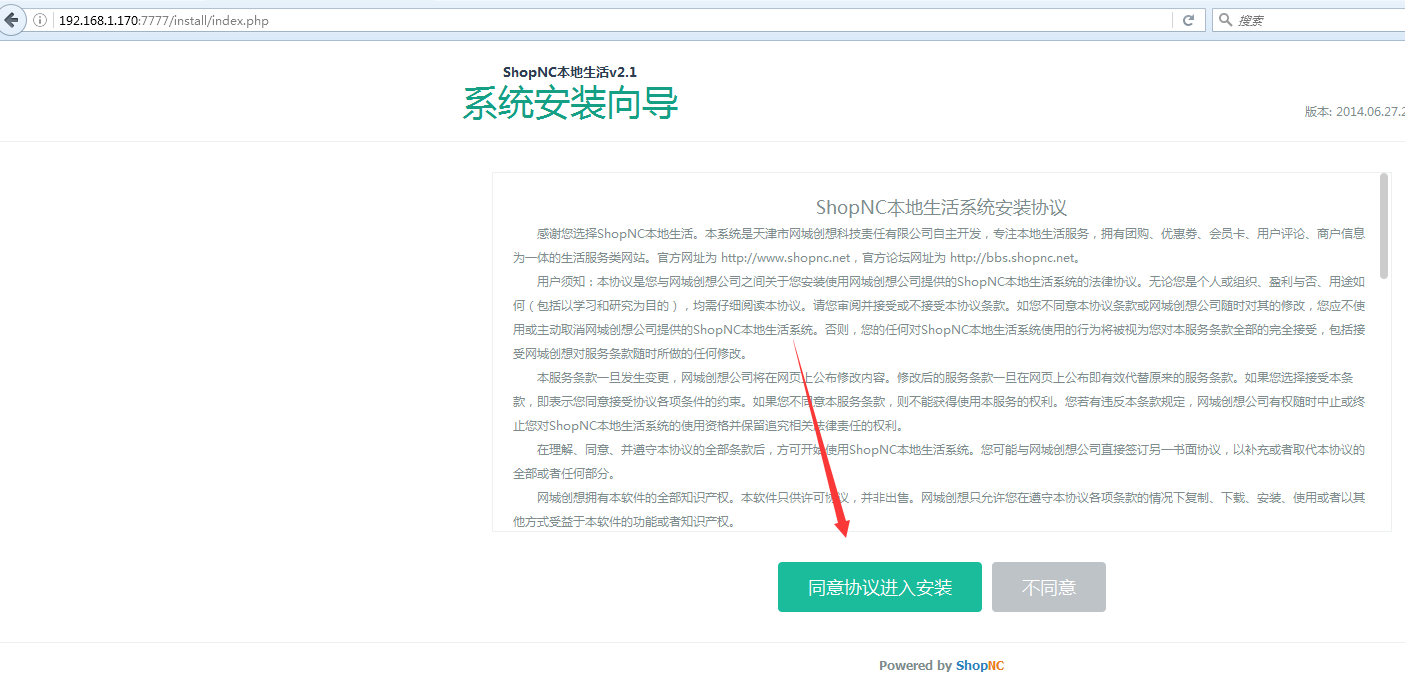 192.168.1.170:7777/install/index.php
搜索
ShopNC本地生活v2.1
系统安装向导
版本: 2014.06.27.2
ShopNC本地生活系统安装协议
感谢您选择ShopNC本地生活。本系统是天津市网城创想科技责任有限公司自主开发，专注本地生活服务，拥有团购、优惠券、会员卡、用户评论、商户信息
为一体的生活服务类网站。官方网址为 http://www.shopnc.net，官方论坛网址为 http://bbs.shopnc.net。
用户须知：本协议是您与网城创想公司之间关于您安装使用网城创想公司提供的ShopNC本地生活系统的法律协议。无论您是个人或组织、盈利与否、用途如
何（包括以学习和研究为目的），均需仔细阅读本协议。请您审阅并接受或不接受本协议条款。如您不同意本协议条款或网城创想公司随时对其的修改，您应不使
用或主动取消网城创想公司提供的ShopNC本地生活系统。否则，您的任何对ShopNC本地生活系统使用的行为将被视为您对本服务条款全部的完全接受，包括接
受网城创想对服务条款随时所做的任何修改。
本服务条款一旦发生变更，网城创想公司将在网页上公布修改内容。修改后的服务条款一旦在网页上公布即有效代替原来的服务条款。如果您选择接受本条
款，即表示您同意接受协议各项条件的约束。如果您不同意本服务条款，则不能获得使用本服务的权利。您若有违反本条款规定，网城创想公司有权随时中止或终
止您对ShopNC本地生活系统的使用资格并保留追究相关法律责任的权利。
在理解、同意、并遵守本协议的全部条款后，方可开始使用ShopNC本地生活系统。您可能与网城创想公司直接签订另一书面协议，以补充或者取代本协议的
全部或者任何部分。
网城创想拥有本软件的全部知识产权。本软件只供许可协议，并非出售。网城创想只允许您在遵守本协议各项条款的情况下复制、下载、安装、使用或者以其
他方式受益于本软件的功能或者知识产权。
同意协议进入安装
不同意
Powered by ShopNC